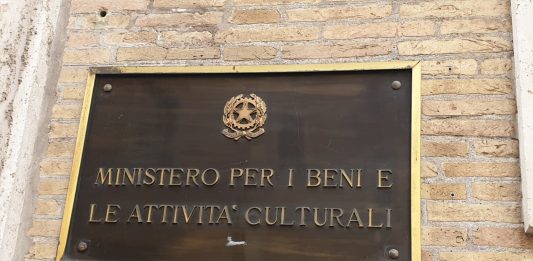 MINISTERO PER I BENI E
LE ATTIVITA' CULTURALI